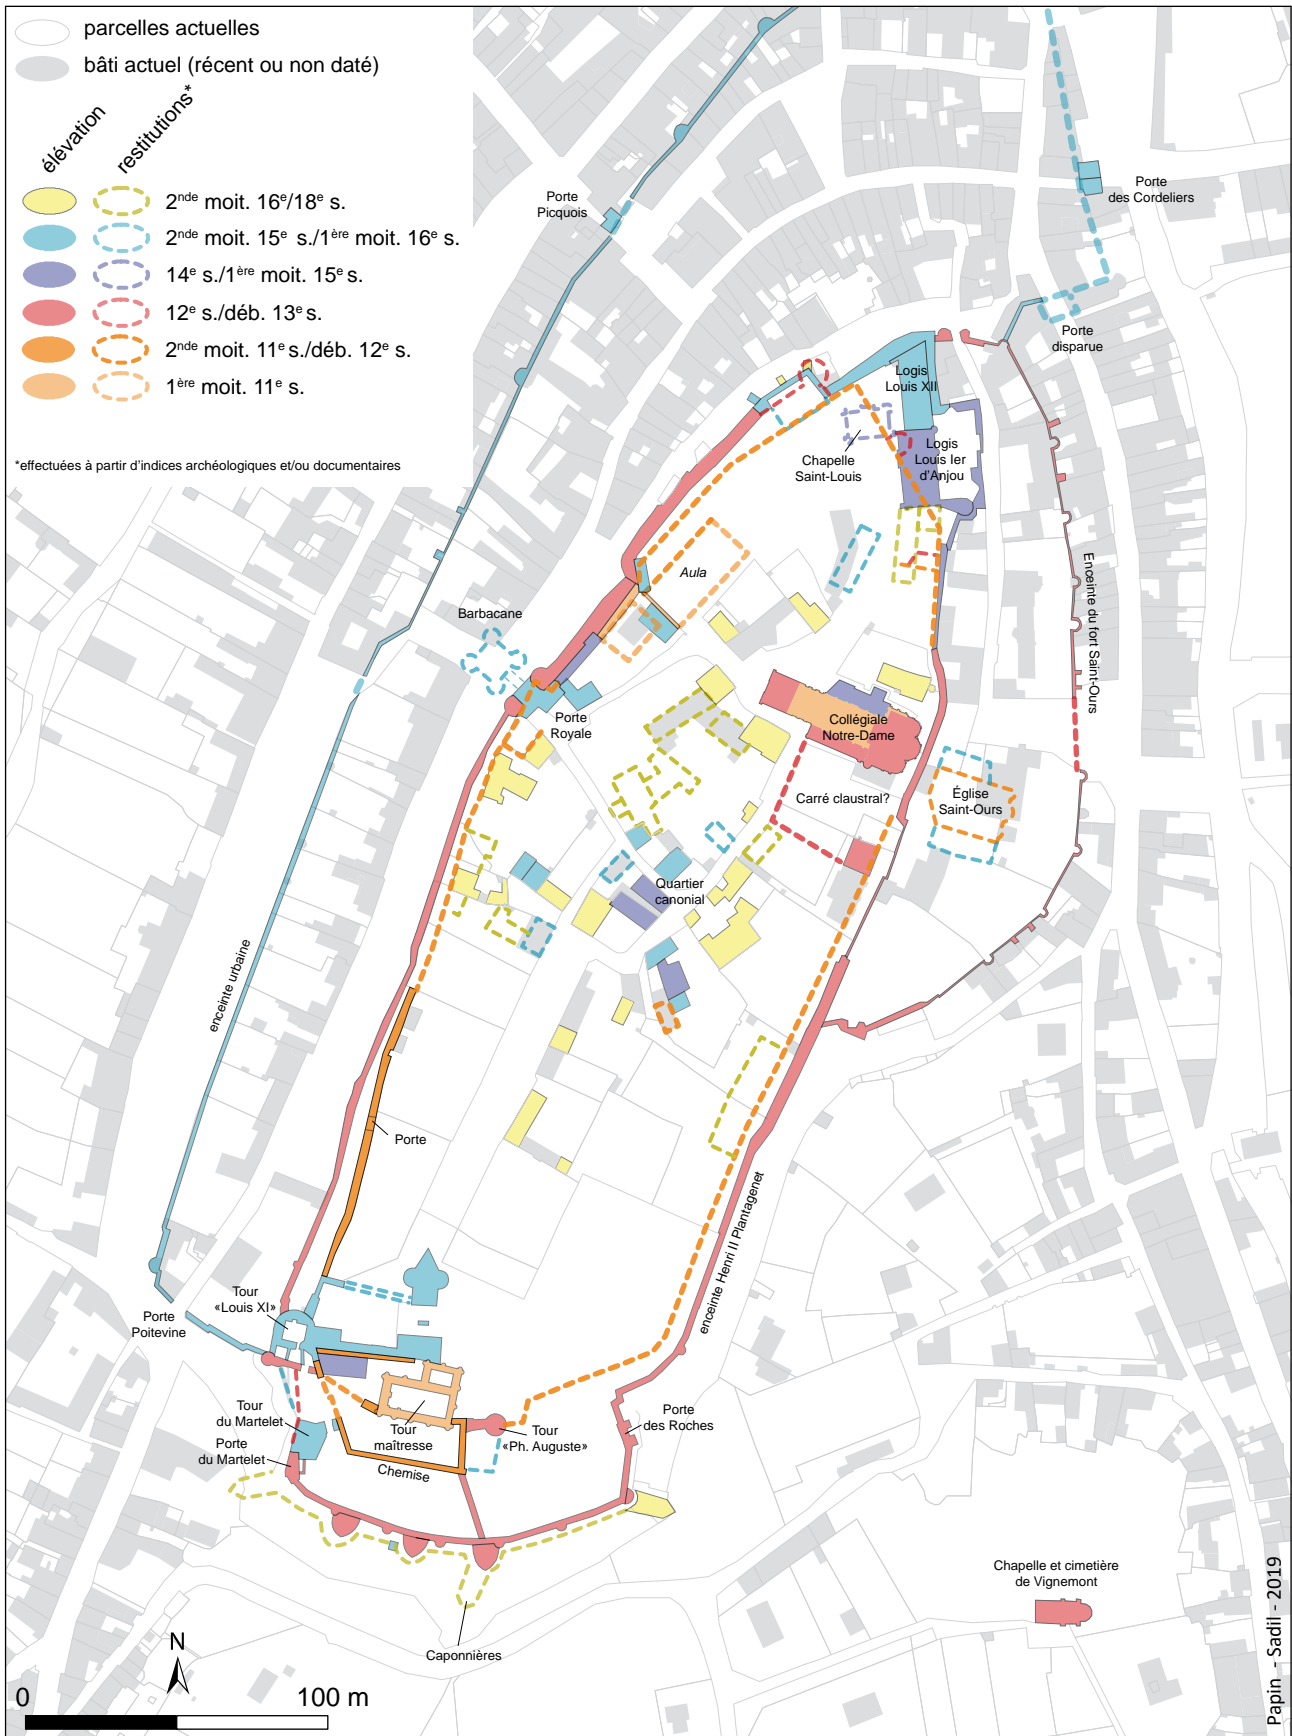 parcelles actuelles
bâti actuel (récent ou non daté)
élévation
restitutions*
2nde moit. 16e/18e s.
2nde moit. 15e s./1ère moit. 16e s.
14e s./1ère moit. 15e s.
12e s./déb. 13e s.
2nde moit. 11e s./déb. 12e s.
1ère moit. 11e s.
*effectuées à partir d'indices archéologiques et/ou documentaires
Porte
Picquois
Porte
des Cordeliers
Porte
disparue
Logis
Louis XII
Chapelle
Saint-Louis
Logis
Louis Ier
d'Anjou
Enceinte du fort Saint-Ours
Aula
Barbacane
Porte
Royale
Collégiale
Notre-Dame
Carré claustral?
Église
Saint-Ours
Quartier
canonial
enceinte urbaine
Porte
enceinte Henri II Plantagenet
Tour
«Louis XI»
Porte
Poitevine
Tour
du Martelet
Porte
du Martelet
Tour
maîtresse
Chemise
Tour
«Ph. Auguste»
Porte
des Roches
Caponnières
Chapelle et cimetière
de Vignemont
N
0
100 m
Papin - Sadil - 2019